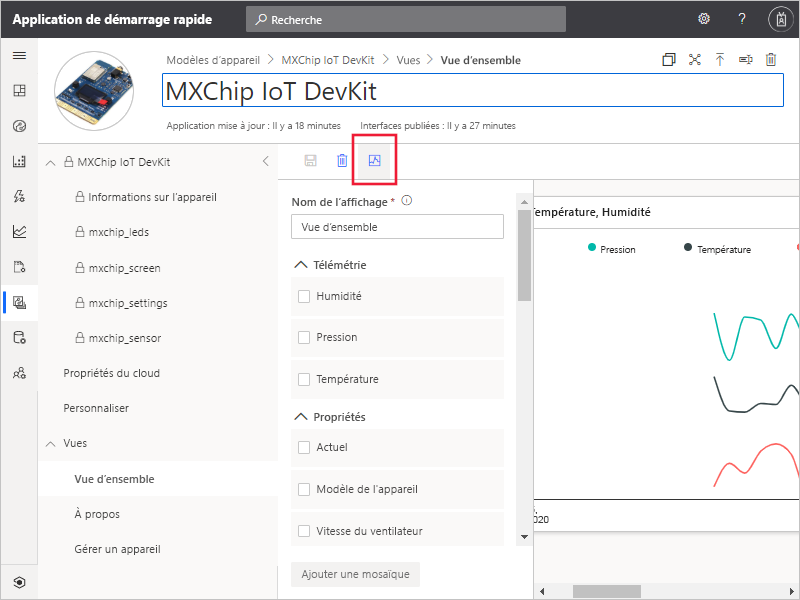 Application de démarrage rapide
Recherche
?
Modèles d'appareil > MXChip IoT DevKit > Vues > Vue d'ensemble
MXChip IoT DevKit
Application mise à jour : Il y a 18 minutes Interfaces publiées : Il y a 27 minutes
MXChip IoT DevKit
Informations sur l'appareil
mxchip_leds
mxchip_screen
mxchip_settings
mxchip_sensor
Propriétés du cloud
Personnaliser
Vues
Vue d'ensemble
À propos
Gérer un appareil
Nom de l'affichage *
Vue d'ensemble
Télémétrie
Humidité
Pression
Température
Propriétés
Actuel
Modèle de l'appareil
Vitesse du ventilateur
Ajouter une mosaïque
Température, Humidité
Pression
Température
020